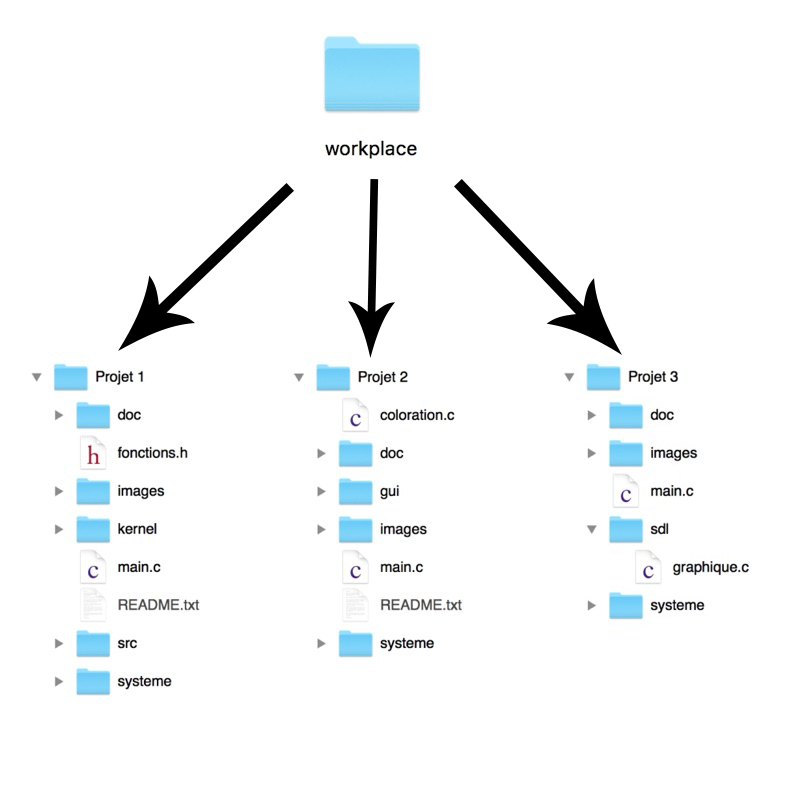 workplace
Projet 1
doc
h
fonctions.h
images
kernel
c
main.c
README.txt
src
systeme
Projet 2
c
coloration.c
doc
gui
images
c
main.c
README.txt
systeme
Projet 3
doc
images
c
main.c
sdl
c
graphique.c
systeme